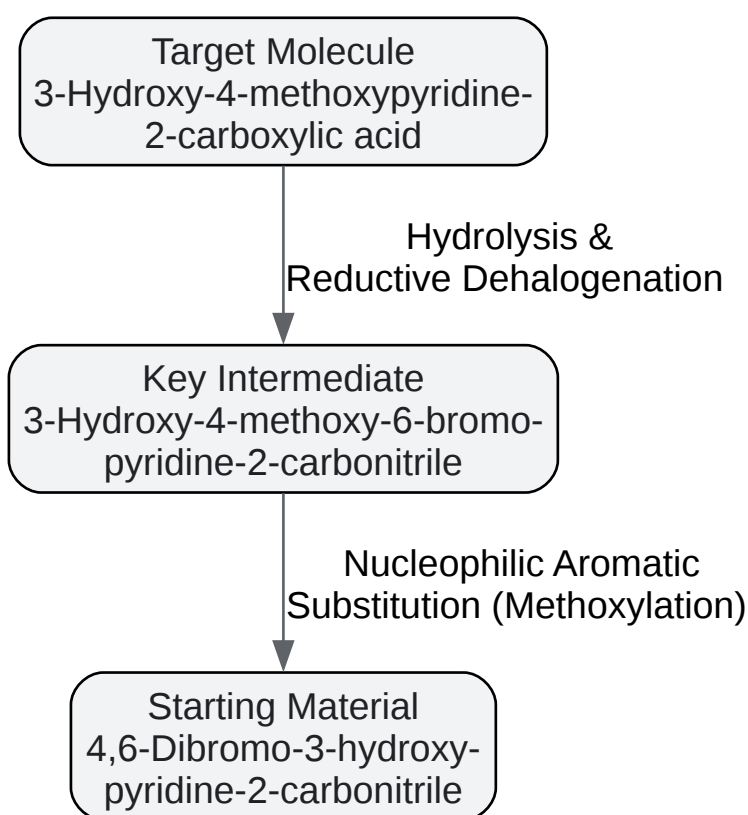 Target Molecule
3-Hydroxy-4-methoxypyridine-
2-carboxylic acid
Hydrolysis &
Reductive Dehalogenation
Key Intermediate
3-Hydroxy-4-methoxy-6-bromo-
pyridine-2-carbonitrile
Nucleophilic Aromatic
Substitution (Methoxylation)
Starting Material
4,6-Dibromo-3-hydroxy-
pyridine-2-carbonitrile